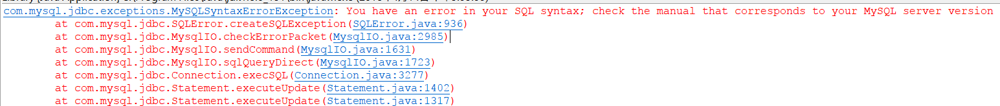 com.mysql.jdbc.exceptions.MySQLSyntaxErrorException: You have an error in your SQL syntax; check the manual that corresponds to your MySQL server version
at com.mysql.jdbc.SQLError.createSQLException(SQLError.java:936)
at com.mysql.jdbc.MysqlIO.checkErrorPacket(MysqlIO.java:2985)
at com.mysql.jdbc.MysqlIO.sendCommand(MysqlIO.java:1631)
at com.mysql.jdbc.MysqlIO.sqlQueryDirect(MysqlIO.java:1723)
at com.mysql.jdbc.Connection.execSQL(Connection.java:3277)
at com.mysql.jdbc.Statement.executeUpdate(Statement.java:1402)
at com.mysql.jdbc.Statement.executeUpdate(Statement.java:1317)